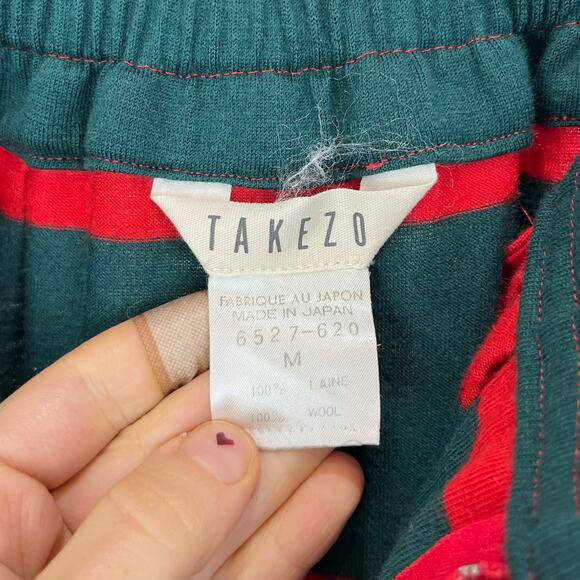 TAKEZO
FABRIQUE AU JAPON
MADE IN JAPAN
6527-620
M
100% LAINE
100% WOOL